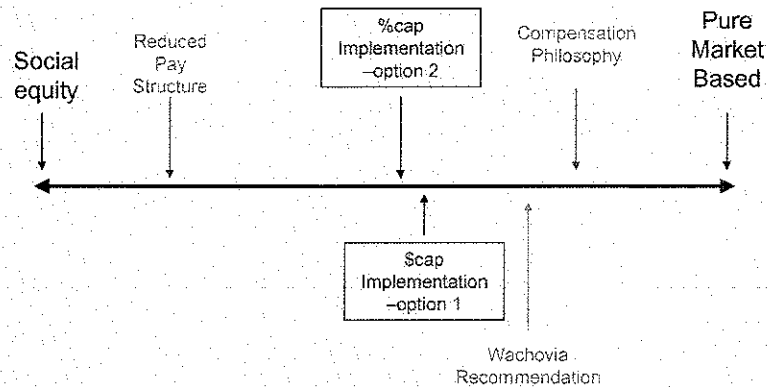 Social
equity
Reduced
Pay
Structure
%cap
Implementation
–option 2
Compensation
Philosophy
Pure
Market
Based
$cap
Implementation
–option 1
Wachovia
Recommendation